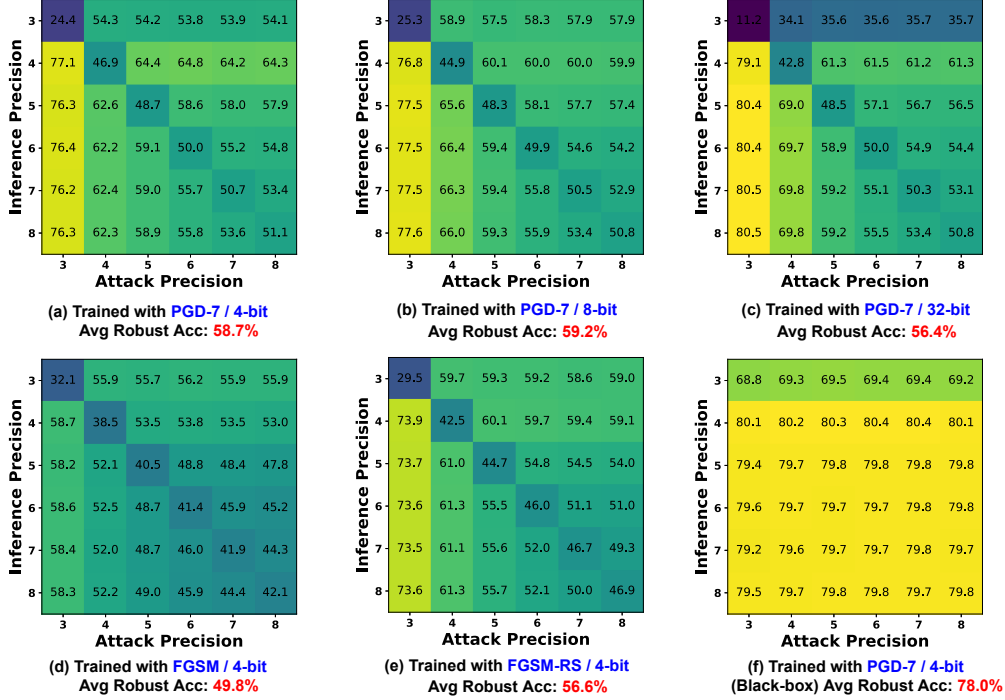 Inference Precision
3 24.4 54.3 54.2 53.8 53.9 54.1
4 77.1 46.9 64.4 64.8 64.2 64.3
5 76.3 62.6 48.7 58.6 58.0 57.9
6 76.4 62.2 59.1 50.0 55.2 54.8
7 76.2 62.4 59.0 55.7 50.7 53.4
8 76.3 62.3 58.9 55.8 53.6 51.1
3 4 5 6 7 8
Attack Precision
(a) Trained with PGD-7 / 4-bit
Avg Robust Acc: 58.7%
Inference Precision
3 25.3 58.9 57.5 58.3 57.9 57.9
4 76.8 44.9 60.1 60.0 60.0 59.9
5 77.5 65.6 48.3 58.1 57.7 57.4
6 77.5 66.4 59.4 49.9 54.6 54.2
7 77.5 66.3 59.4 55.8 50.5 52.9
8 77.6 66.0 59.3 55.9 53.4 50.8
3 4 5 6 7 8
Attack Precision
(b) Trained with PGD-7 / 8-bit
Avg Robust Acc: 59.2%
Inference Precision
3 11.2 34.1 35.6 35.6 35.7 35.7
4 79.1 42.8 61.3 61.5 61.2 61.3
5 80.4 69.0 48.5 57.1 56.7 56.5
6 80.4 69.7 58.9 50.0 54.9 54.4
7 80.5 69.8 59.2 55.1 50.3 53.1
8 80.5 69.8 59.2 55.5 53.4 50.8
3 4 5 6 7 8
Attack Precision
(c) Trained with PGD-7 / 32-bit
Avg Robust Acc: 56.4%
Inference Precision
3 32.1 55.9 55.7 56.2 55.9 55.9
4 58.7 38.5 53.5 53.8 53.5 53.0
5 58.2 52.1 40.5 48.8 48.4 47.8
6 58.6 52.5 48.7 41.4 45.9 45.2
7 58.4 52.0 48.7 46.0 41.9 44.3
8 58.3 52.2 49.0 45.9 44.4 42.1
3 4 5 6 7 8
Attack Precision
(d) Trained with FGSM / 4-bit
Avg Robust Acc: 49.8%
Inference Precision
3 29.5 59.7 59.3 59.2 58.6 59.0
4 73.9 42.5 60.1 59.7 59.4 59.1
5 73.7 61.0 44.7 54.8 54.5 54.0
6 73.6 61.3 55.5 46.0 51.1 51.0
7 73.5 61.1 55.6 52.0 46.7 49.3
8 73.6 61.3 55.7 52.1 50.0 46.9
3 4 5 6 7 8
Attack Precision
(e) Trained with FGSM-RS / 4-bit
Avg Robust Acc: 56.6%
Inference Precision
3 68.8 69.3 69.5 69.4 69.4 69.2
4 80.1 80.2 80.3 80.4 80.4 80.1
5 79.4 79.7 79.8 79.8 79.8 79.8
6 79.6 79.7 79.8 79.7 79.8 79.8
7 79.2 79.6 79.7 79.7 79.8 79.7
8 79.5 79.7 79.8 79.8 79.7 79.7
3 4 5 6 7 8
Attack Precision
(f) Trained with PGD-7 / 4-bit
(Black-box) Avg Robust Acc: 78.0%